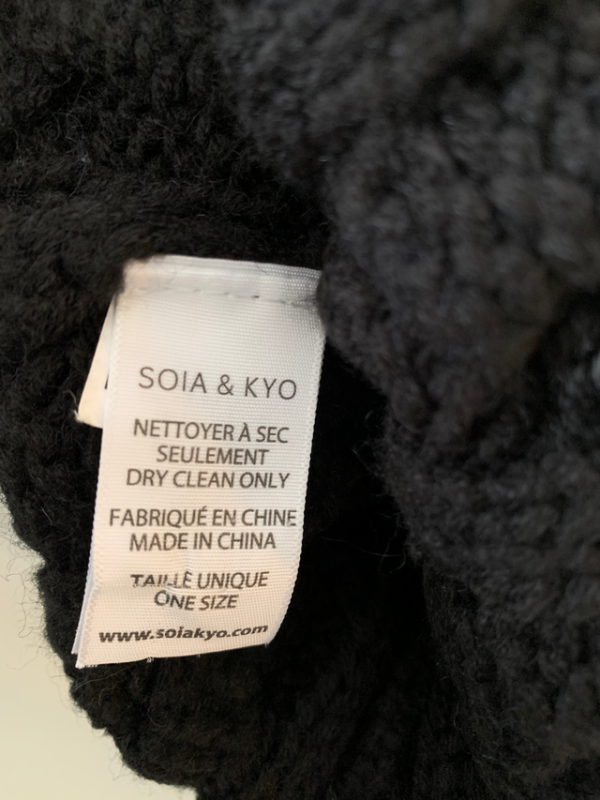 SOIA & KYO
NETTOYER À SEC
SEULEMENT
DRY CLEAN ONLY
FABRIQUÉ EN CHINE
MADE IN CHINA
TAILLE UNIQUE
ONE SIZE
www.soiakyo.com